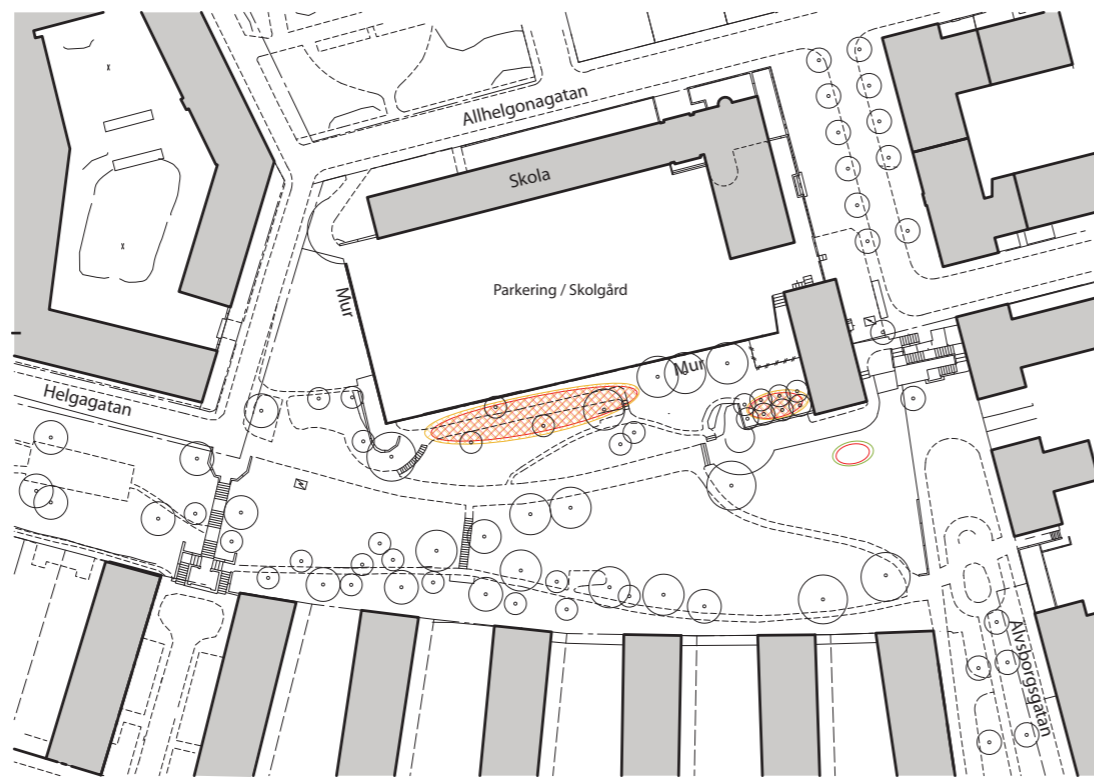 Allhelgonagatan
Skola
Parkering / Skolgård
Mur
Mur
Helgagatan
Älvsborgsgatan